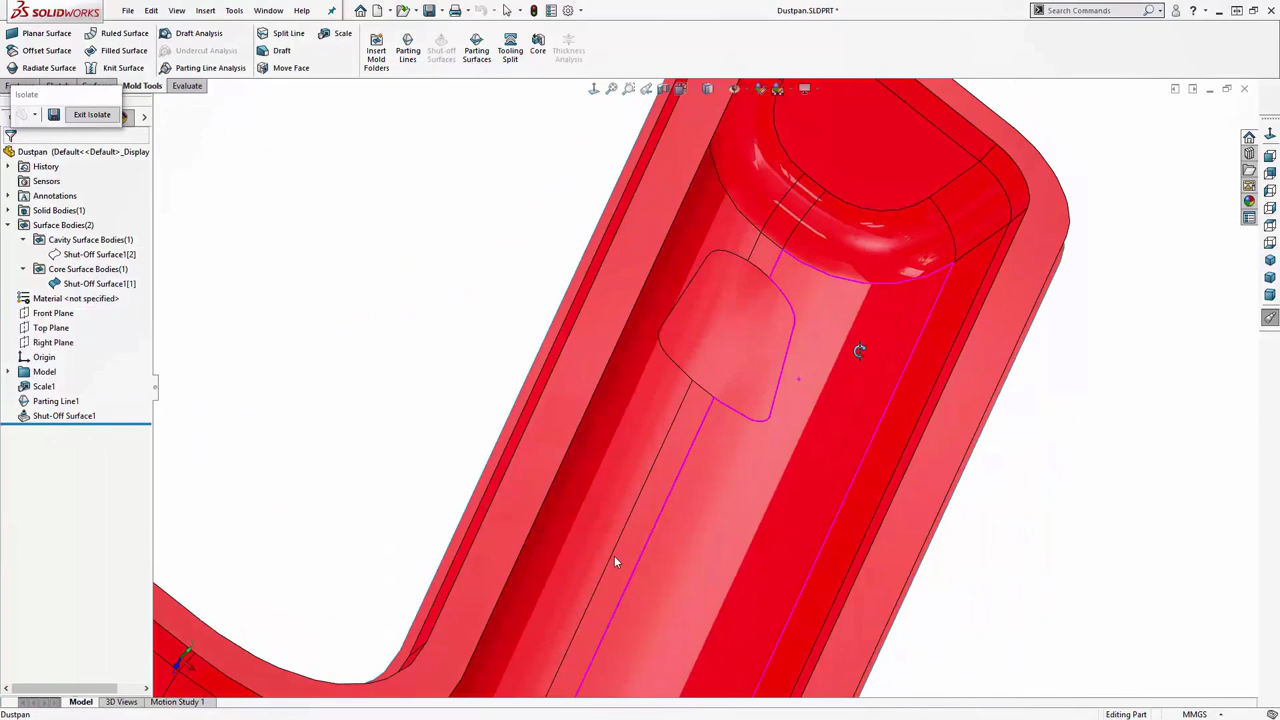 SOLIDWORKS
File Edit View Insert Tools Window Help
Dustpan.SLDPRT *
Search Commands
Planar Surface
Offset Surface
Radiate Surface
Ruled Surface
Filled Surface
Knit Surface
Draft Analysis
Undercut Analysis
Parting Line Analysis
Split Line
Draft
Move Face
Scale
Insert
Mold
Folders
Parting
Lines
Shut-off
Surfaces
Parting
Surfaces
Tooling
Split
Core
Thickness
Analysis
Mold Tools
Evaluate
Isolate
Exit Isolate
Dustpan (Default<<Default>_Display
History
Sensors
Annotations
Solid Bodies(1)
Surface Bodies(2)
Cavity Surface Bodies(1)
Shut-Off Surface1[2]
Core Surface Bodies(1)
Shut-Off Surface1[1]
Material <not specified>
Front Plane
Top Plane
Right Plane
Origin
Model
Scale1
Parting Line1
Shut-Off Surface1
Model
3D Views
Motion Study 1
Dustpan
Editing Part
MMGS